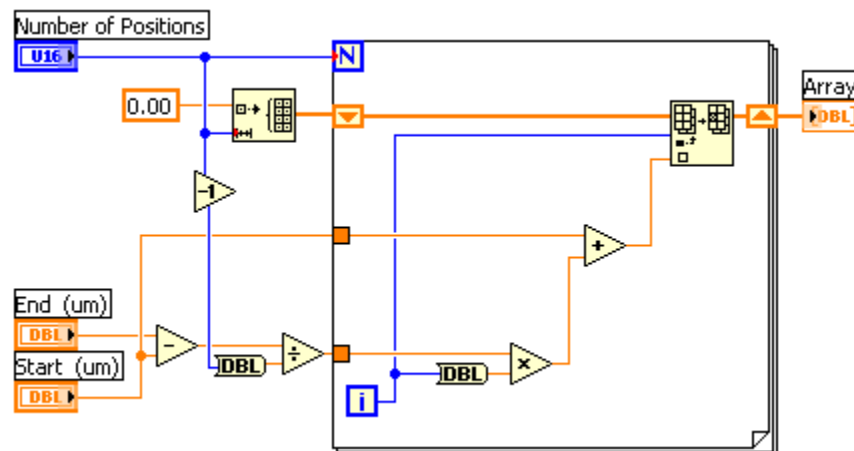 Number of Positions
U16
N
0.00
Array
DBL
-1
+
End (um)
DBL
-
÷
DBL
Start (um)
DBL
x
DBL
i